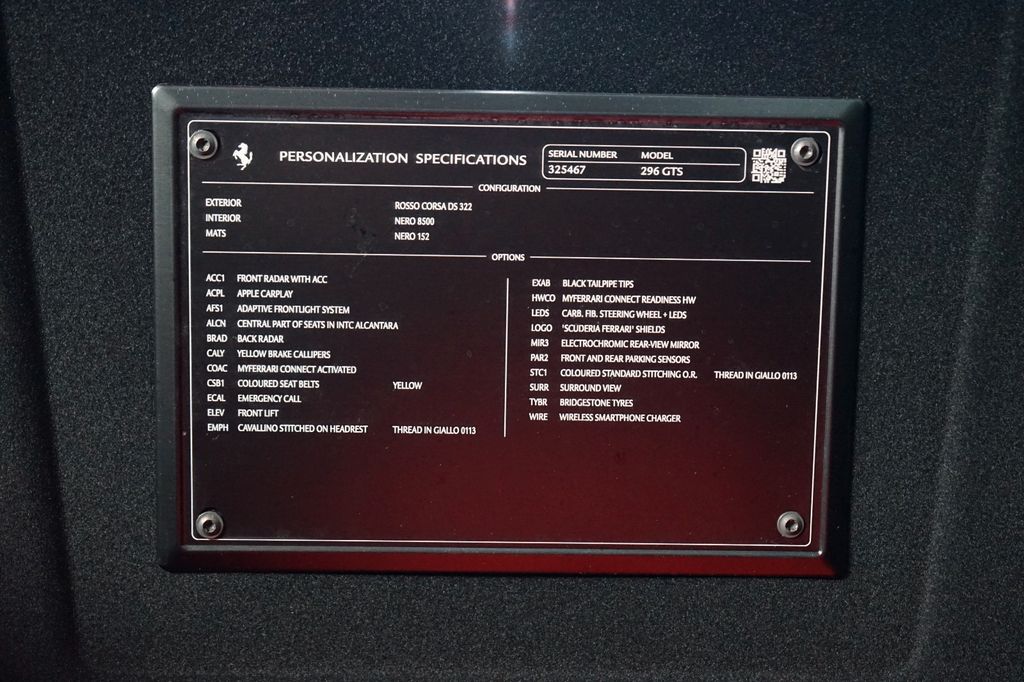 PERSONALIZATION SPECIFICATIONS
SERIAL NUMBER MODEL
325467 296 GTS
CONFIGURATION
EXTERIOR ROSSO CORSA DS 322
INTERIOR NERO 8500
MATS NERO 152
OPTIONS
ACC1 FRONT RADAR WITH ACC
ACPL APPLE CARPLAY
AFS1 ADAPTIVE FRONTLIGHT SYSTEM
ALCN CENTRAL PART OF SEATS IN INTC ALCANTARA
BRAD BACK RADAR
CALY YELLOW BRAKE CALLIPERS
COAC MYFERRARI CONNECT ACTIVATED
CSB1 COLOURED SEAT BELTS YELLOW
ECAL EMERGENCY CALL
ELEV FRONT LIFT
EMPH CAVALLINO STITCHED ON HEADREST THREAD IN GIALLO 0113
EXAB BLACK TAILPIPE TIPS
HWCO MYFERRARI CONNECT READINESS HW
LEDS CARB. FIB. STEERING WHEEL + LEDS
LOGO 'SCUDERIA FERRARI' SHIELDS
MIR3 ELECTROCHROMIC REAR-VIEW MIRROR
PAR2 FRONT AND REAR PARKING SENSORS
STC1 COLOURED STANDARD STITCHING O.R. THREAD IN GIALLO 0113
SURR SURROUND VIEW
TYBR BRIDGESTONE TYRES
WIRE WIRELESS SMARTPHONE CHARGER